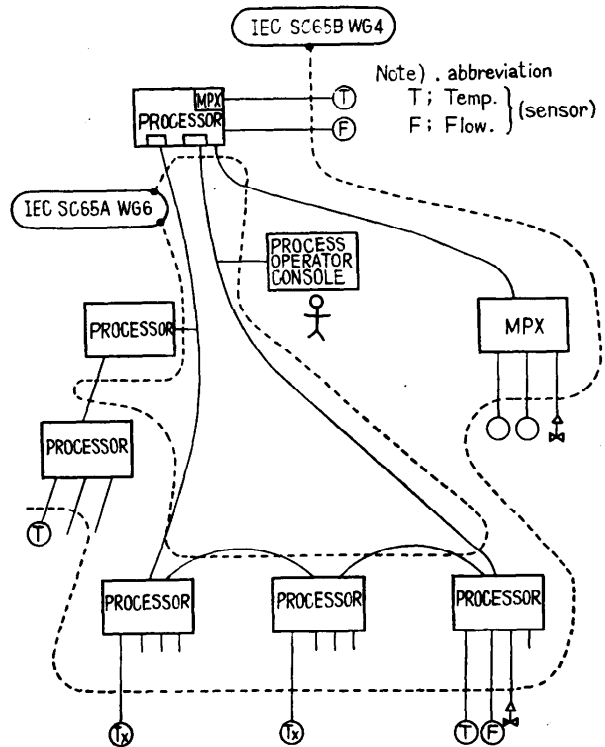 IEC SC65B WG4
Note) . abbreviation
T ; Temp.
F ; Flow.
(sensor)
MPX
PROCESSOR
T
F
IEC SC65A WG6
PROCESS
OPERATOR
CONSOLE
PROCESSOR
MPX
PROCESSOR
T
PROCESSOR
PROCESSOR
PROCESSOR
Tx
Tx
T
F